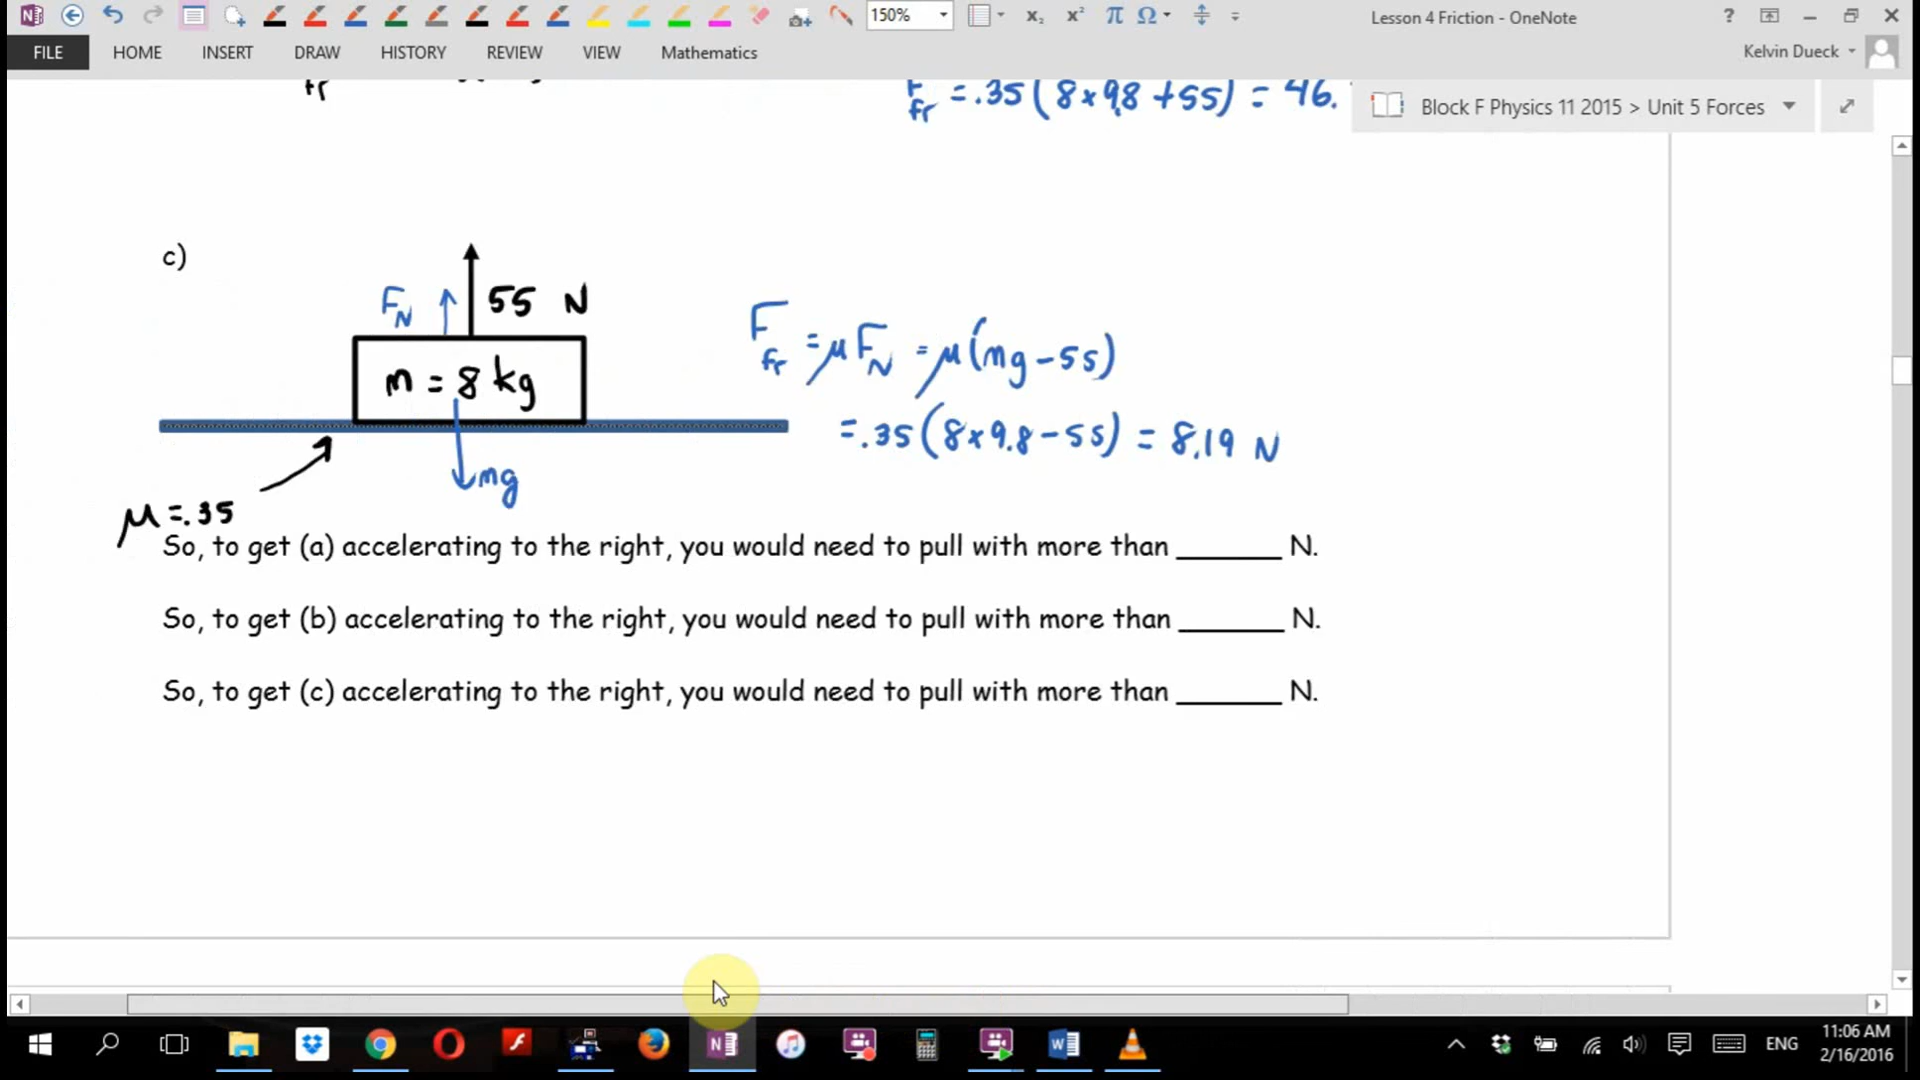 150%
x₂ x² π Ω
Lesson 4 Friction - OneNote
?
FILE HOME INSERT DRAW HISTORY REVIEW VIEW Mathematics
Kelvin Dueck
fr
F fr = .35 ( 8 x 9.8 + 55 ) = 46.
Block F Physics 11 2015 > Unit 5 Forces
c)
F N 55 N
m = 8 kg
mg
μ = .35
F fr = μ F N = μ (mg - 55)
= .35 ( 8 x 9.8 - 55 ) = 8.19 N
So, to get (a) accelerating to the right, you would need to pull with more than _______ N.
So, to get (b) accelerating to the right, you would need to pull with more than _______ N.
So, to get (c) accelerating to the right, you would need to pull with more than _______ N.
ENG
11:06 AM
2/16/2016